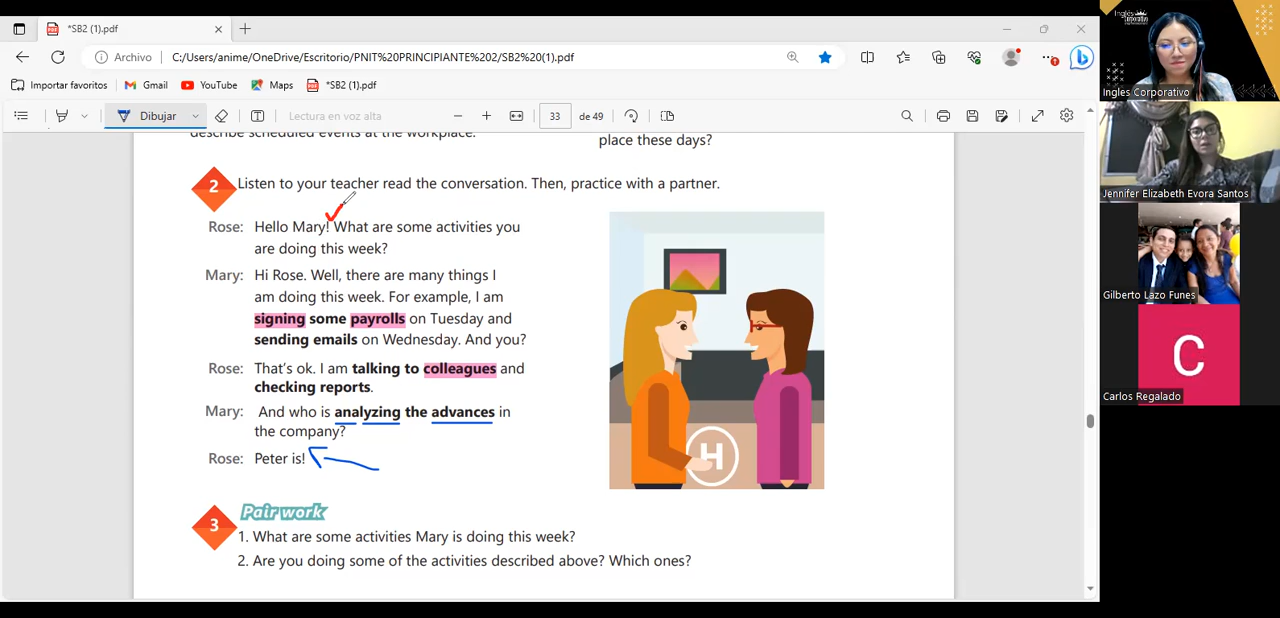 *SB2 (1).pdf
Archivo C:/Users/anime/OneDrive/Escritorio/PNIT%20PRINCIPIANTE%202/SB2%20(1).pdf
Importar favoritos Gmail YouTube Maps *SB2 (1).pdf
Dibujar Lectura en voz alta 33 de 49
describe scheduled events at the workplace.
place these days?
2 Listen to your teacher read the conversation. Then, practice with a partner.
Rose: Hello Mary! What are some activities you
are doing this week?
Mary: Hi Rose. Well, there are many things I
am doing this week. For example, I am
signing some payrolls on Tuesday and
sending emails on Wednesday. And you?
Rose: That's ok. I am talking to colleagues and
checking reports.
Mary: And who is analyzing the advances in
the company?
Rose: Peter is!
H
3 Pair work
1. What are some activities Mary is doing this week?
2. Are you doing some of the activities described above? Which ones?
Inglés
Corporativo
Ingles Corporativo
Jennifer Elizabeth Evora Santos
Gilberto Lazo Funes
C
Carlos Regalado